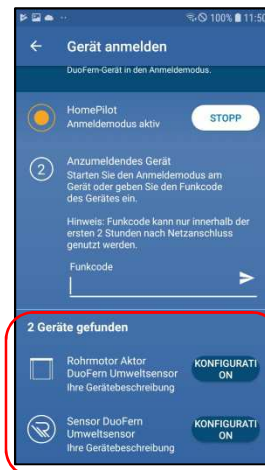 100% 11:50
Gerät anmelden
DuoFern-Gerät in den Anmeldemodus.
HomePilot
Anmeldemodus aktiv
STOPP
2
Anzumeldendes Gerät
Starten Sie den Anmeldemodus am
Gerät oder geben Sie den Funkcode
des Gerätes ein.
Hinweis: Funkcode kann nur innerhalb der
ersten 2 Stunden nach Netzanschluss
genutzt werden.
Funkcode
2 Geräte gefunden
Rohrmotor Aktor
DuoFern Umweltsensor
Ihre Gerätebeschreibung
KONFIGURATI
ON
Sensor DuoFern
Umweltsensor
Ihre Gerätebeschreibung
KONFIGURATI
ON